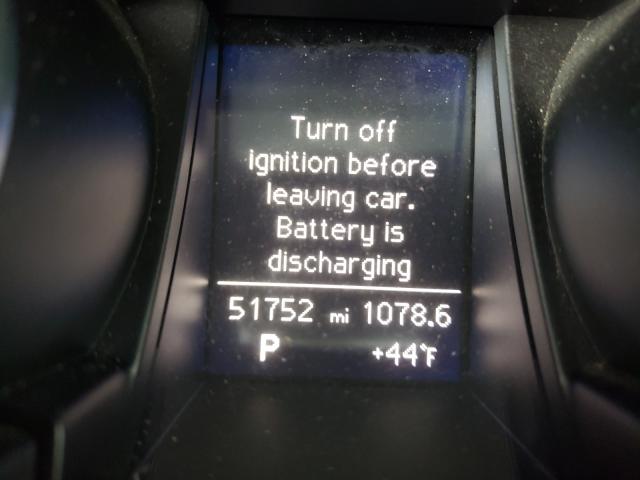 Turn off
ignition before
leaving car.
Battery is
discharging
51752 mi 1078.6
P +44°F